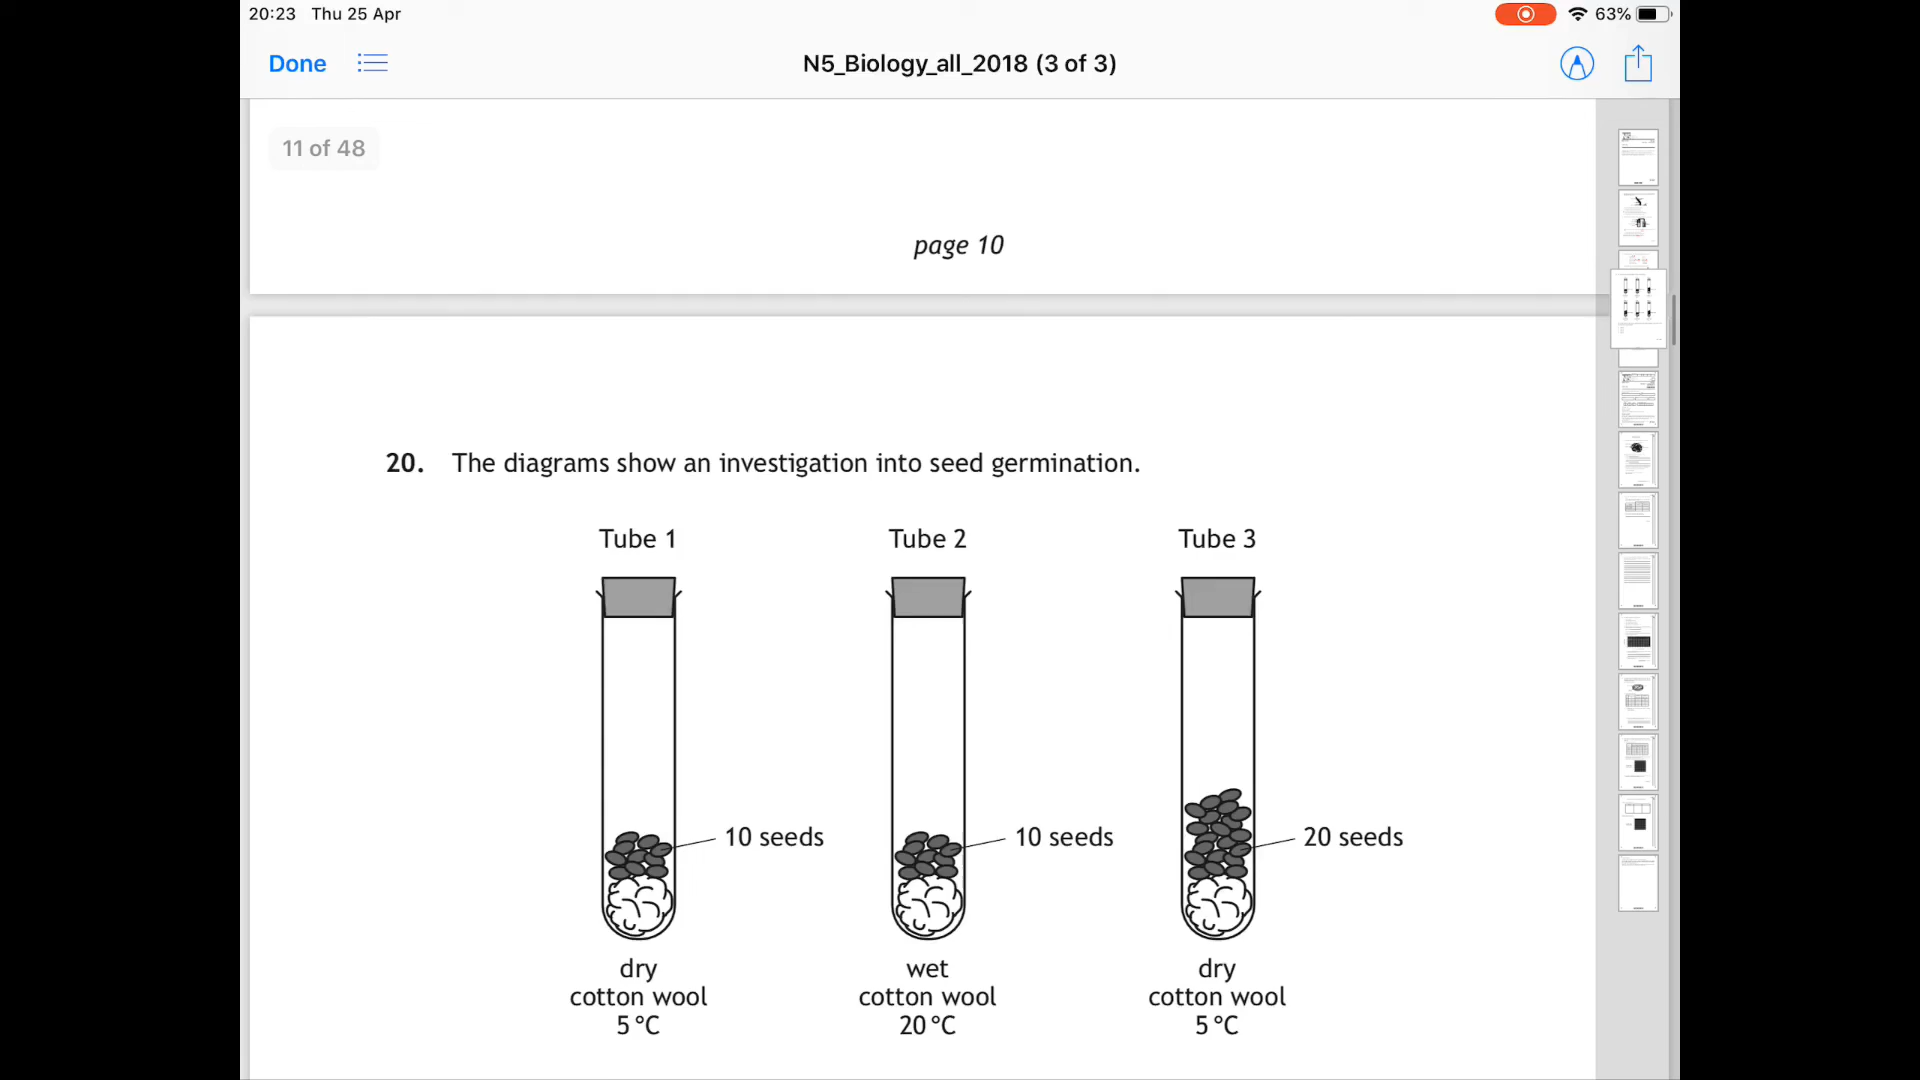 20:23 Thu 25 Apr 63%
Done N5_Biology_all_2018 (3 of 3)
11 of 48
page 10
20. The diagrams show an investigation into seed germination.
Tube 1 Tube 2 Tube 3
10 seeds 10 seeds 20 seeds
dry wet dry
cotton wool cotton wool cotton wool
5 °C 20 °C 5 °C